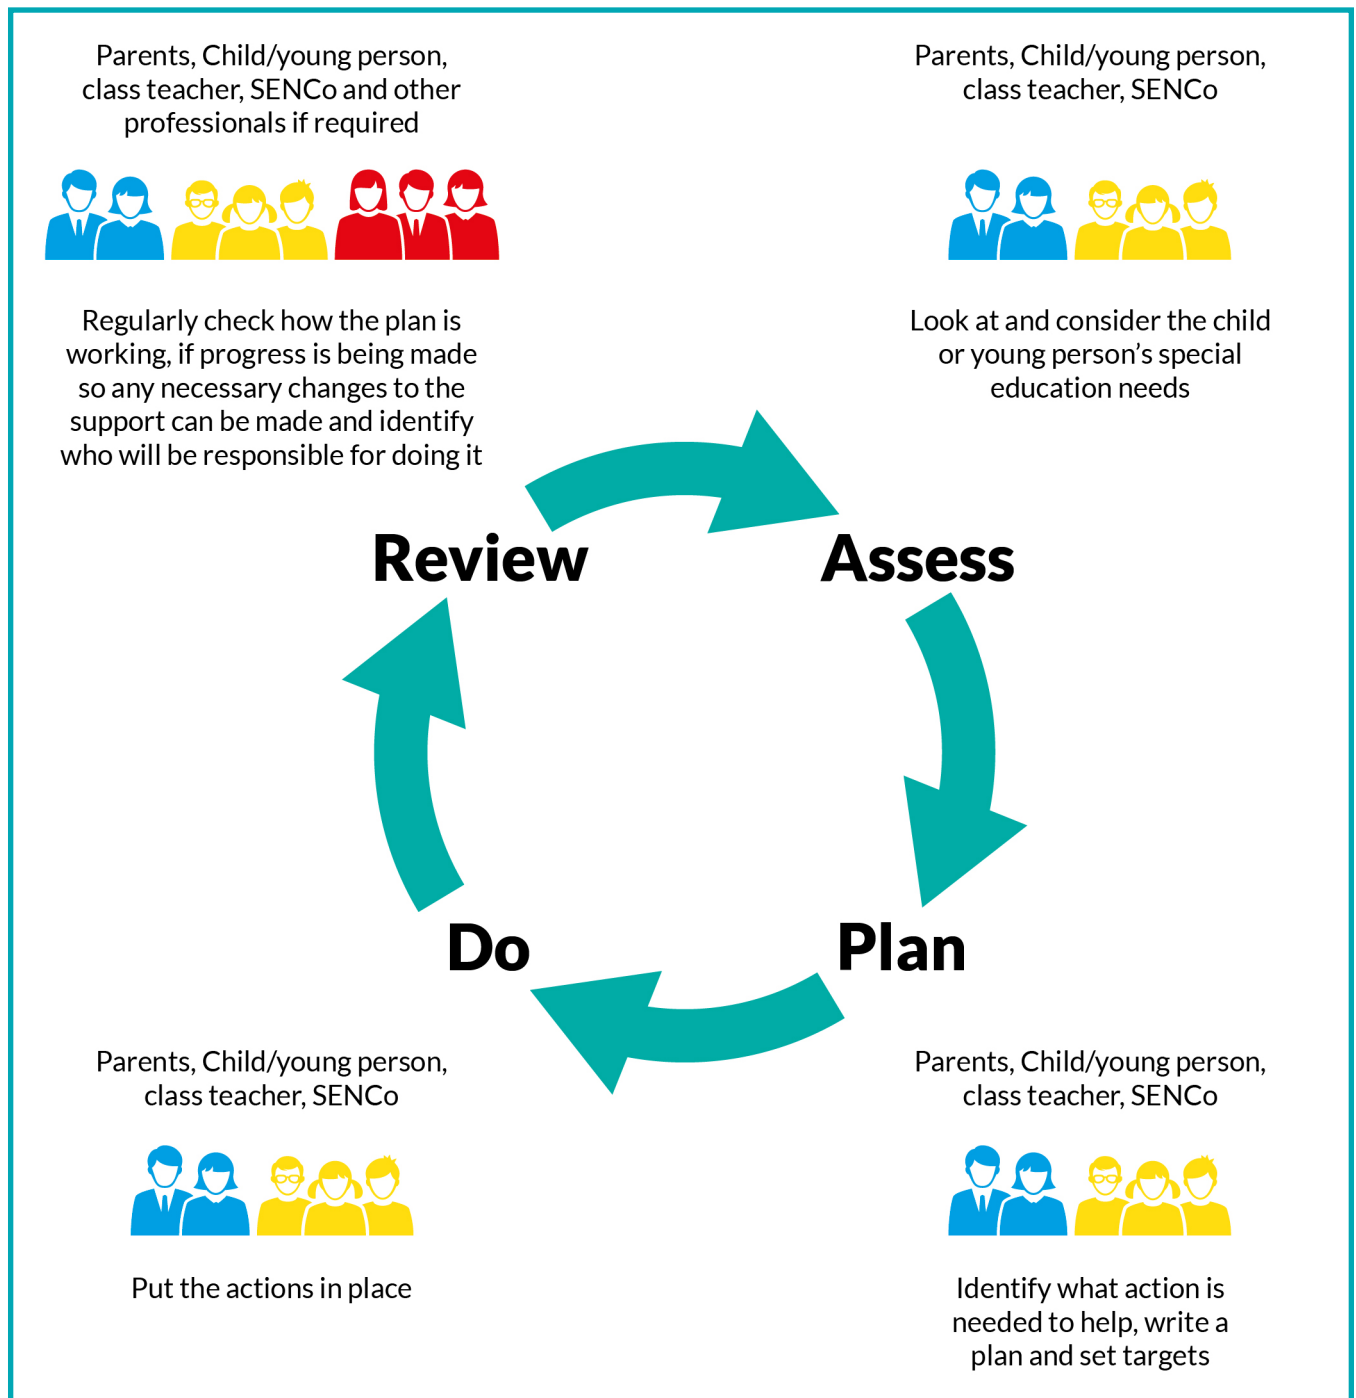 Parents, Child/young person,
class teacher, SENCo and other
professionals if required
Regularly check how the plan is
working, if progress is being made
so any necessary changes to the
support can be made and identify
who will be responsible for doing it
Parents, Child/young person,
class teacher, SENCo
Look at and consider the child
or young person’s special
education needs
Review
Assess
Do
Plan
Parents, Child/young person,
class teacher, SENCo
Put the actions in place
Parents, Child/young person,
class teacher, SENCo
Identify what action is
needed to help, write a
plan and set targets